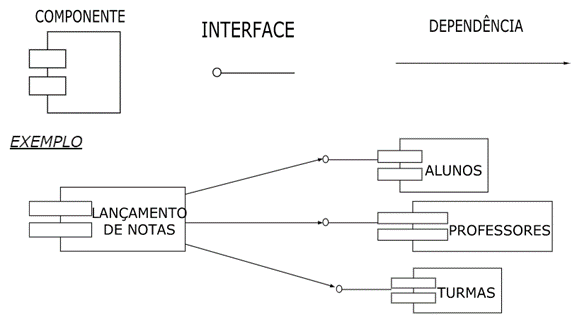 COMPONENTE
INTERFACE
DEPENDÊNCIA
EXEMPLO
ALUNOS
LANÇAMENTO
DE NOTAS
PROFESSORES
TURMAS